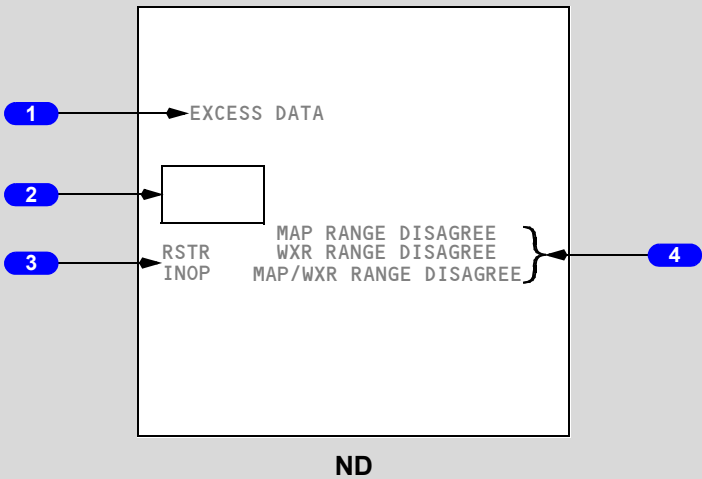 1
EXCESS DATA
2
MAP RANGE DISAGREE
RSTR WXR RANGE DISAGREE
3
4
INOP MAP/WXR RANGE DISAGREE
ND